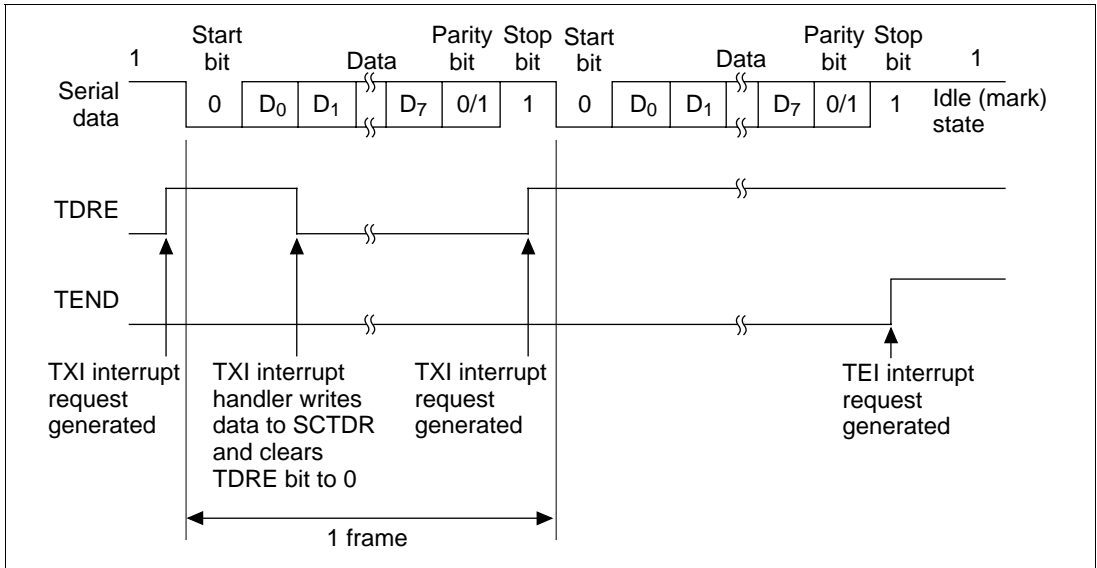 1 Start bit Data Parity bit Stop bit Start bit Data Parity bit Stop bit 1
Serial data 0 D0 D1 D7 0/1 1 0 D0 D1 D7 0/1 1 Idle (mark) state
TDRE
TEND
TXI interrupt
request
generated
TXI interrupt
handler writes
data to SCTDR
and clears
TDRE bit to 0
TXI interrupt
request
generated
TEI interrupt
request
generated
1 frame